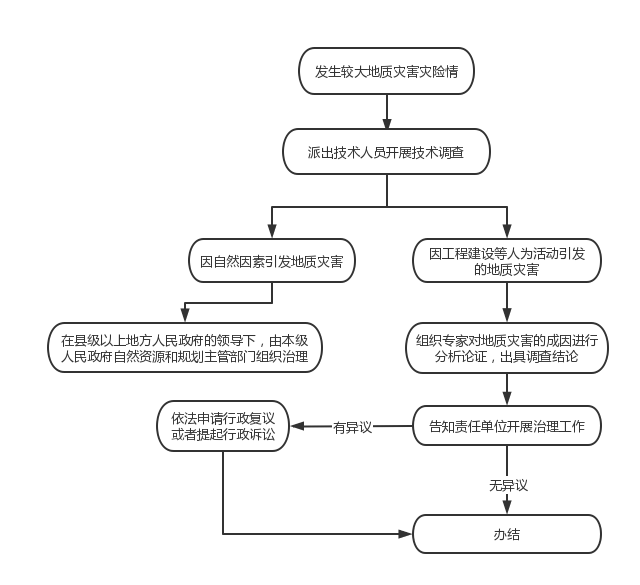 发生较大地质灾害灾险情
派出技术人员开展技术调查
因自然因素引发地质灾害
因工程建设等人为活动引发
的地质灾害
在县级以上地方人民政府的领导下，由本级
人民政府自然资源和规划主管部门组织治理
组织专家对地质灾害的成因进行
分析论证，出具调查结论
依法申请行政复议
或者提起行政诉讼
有异议
告知责任单位开展治理工作
无异议
办结